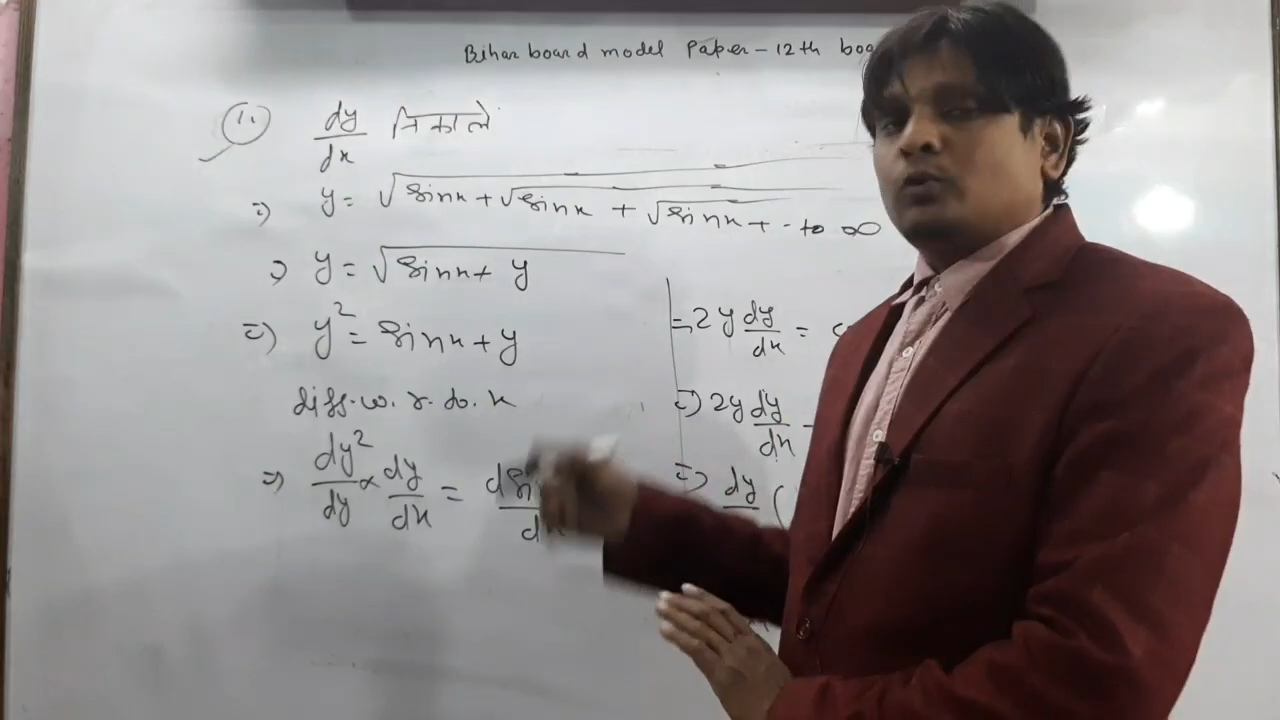 Bihar board model Paper - 12th
1. dy/dx निकाले
=) y = √sinx + √sinx + √sinx + - to ∞
=) y = √sinx + y
=) y² = sinx + y
diff. w. r. to. x
=) dy²/dy × dy/dx =
= 2y dy/dx =
=) 2y dy/dx -
=) dy (